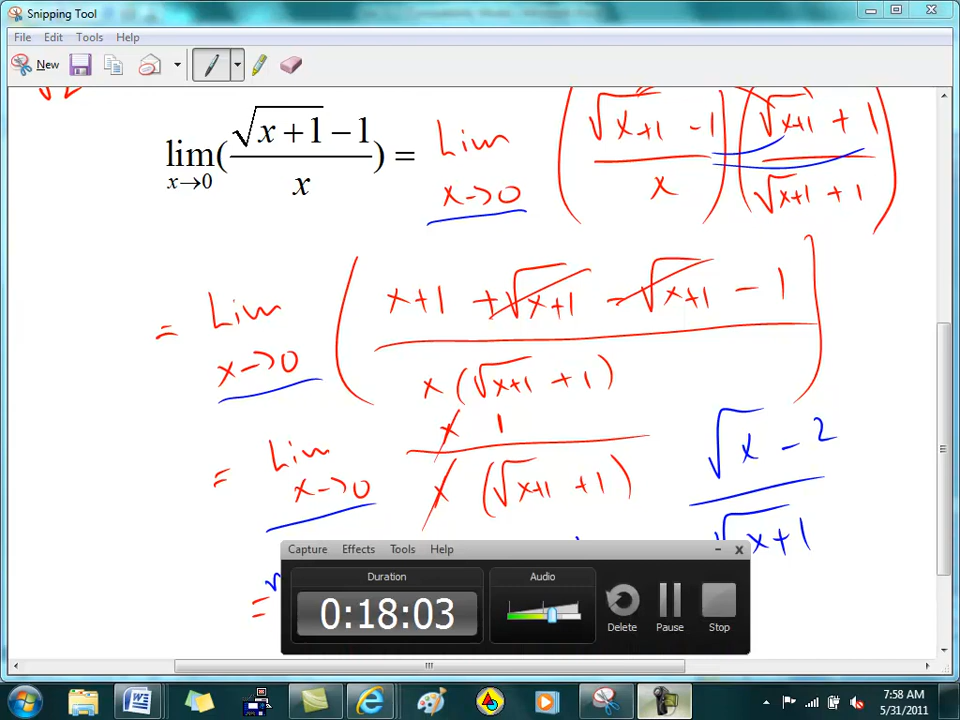 Snipping Tool
File Edit Tools Help
New
√2
lim(√x+1−1
x→0 x ) = Lim x→0 (√x+1 −1 / x)(√x+1 + 1 / √x+1 + 1)
= Lim x→0 (x+1 +√x+1 −√x+1 − 1 / x(√x+1 + 1))
= Lim x→0 x 1 / x (√x+1 + 1)
√x − 2
√x+1
=
Capture Effects Tools Help
Duration
0:18:03
Audio
Delete Pause Stop
7:58 AM
5/31/2011